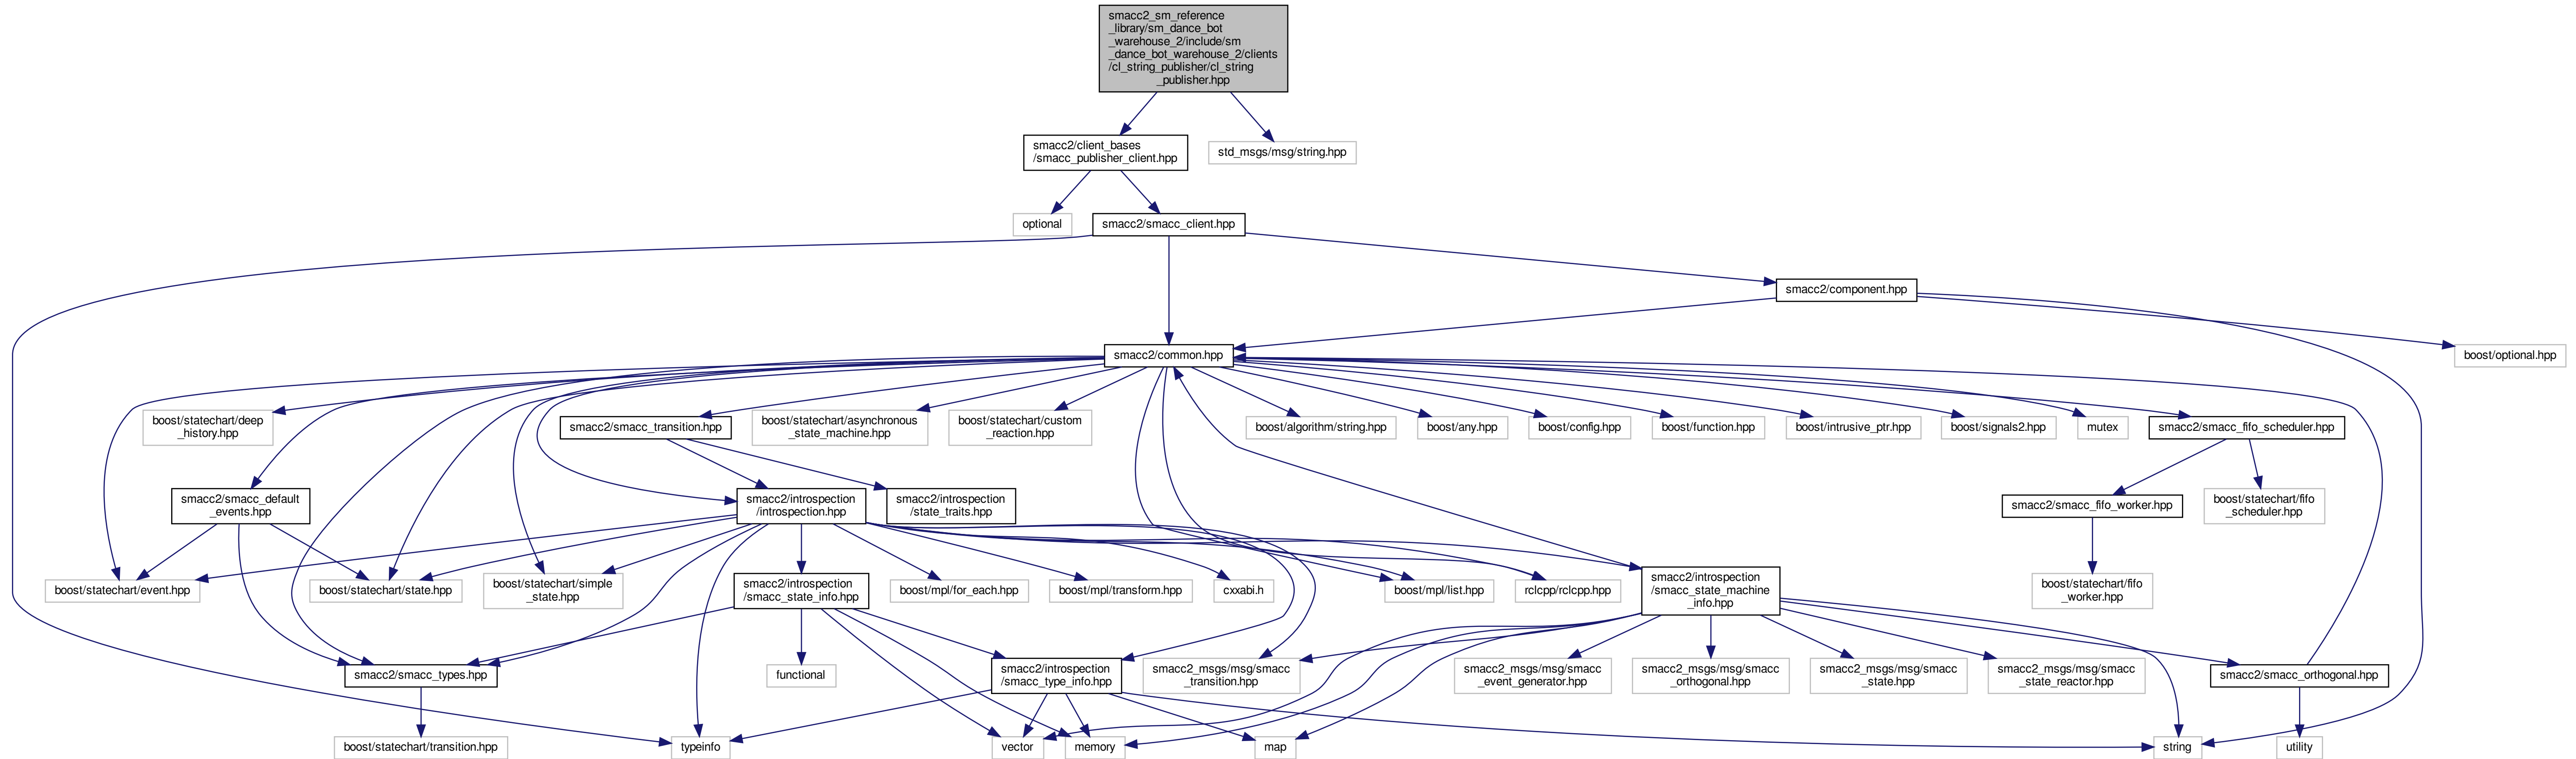 smacc2_sm_reference
_library/sm_dance_bot
_warehouse_2/include/sm
_dance_bot_warehouse_2/clients
/cl_string_publisher/cl_string
_publisher.hpp
smacc2/client_bases
/smacc_publisher_client.hpp
std_msgs/msg/string.hpp
optional
smacc2/smacc_client.hpp
smacc2/component.hpp
smacc2/common.hpp
boost/optional.hpp
boost/statechart/deep
_history.hpp
smacc2/smacc_transition.hpp
boost/statechart/asynchronous
_state_machine.hpp
boost/statechart/custom
_reaction.hpp
boost/algorithm/string.hpp
boost/any.hpp
boost/config.hpp
boost/function.hpp
boost/intrusive_ptr.hpp
boost/signals2.hpp
mutex
smacc2/smacc_fifo_scheduler.hpp
smacc2/smacc_default
_events.hpp
smacc2/introspection
/introspection.hpp
smacc2/introspection
/state_traits.hpp
smacc2/smacc_fifo_worker.hpp
boost/statechart/fifo
_scheduler.hpp
boost/statechart/event.hpp
boost/statechart/state.hpp
boost/statechart/simple
_state.hpp
smacc2/introspection
/smacc_state_info.hpp
boost/mpl/for_each.hpp
boost/mpl/transform.hpp
cxxabi.h
boost/mpl/list.hpp
rclcpp/rclcpp.hpp
smacc2/introspection
/smacc_state_machine
_info.hpp
boost/statechart/fifo
_worker.hpp
smacc2/smacc_types.hpp
functional
smacc2/introspection
/smacc_type_info.hpp
smacc2_msgs/msg/smacc
_transition.hpp
smacc2_msgs/msg/smacc
_event_generator.hpp
smacc2_msgs/msg/smacc
_orthogonal.hpp
smacc2_msgs/msg/smacc
_state.hpp
smacc2_msgs/msg/smacc
_state_reactor.hpp
smacc2/smacc_orthogonal.hpp
boost/statechart/transition.hpp
typeinfo
vector
memory
map
string
utility